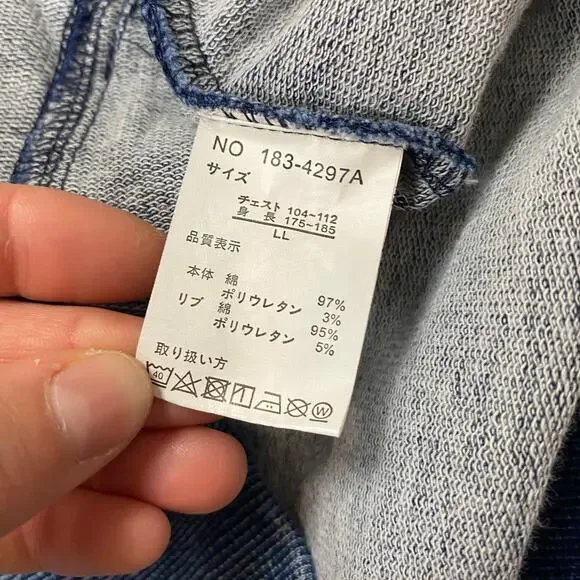 NO 183-4297A
サイズ
チェスト 104~112
身長 175~185
LL
品質表示
本体 綿 97%
ポリウレタン 3%
リブ 綿 95%
ポリウレタン 5%
取り扱い方
40 W